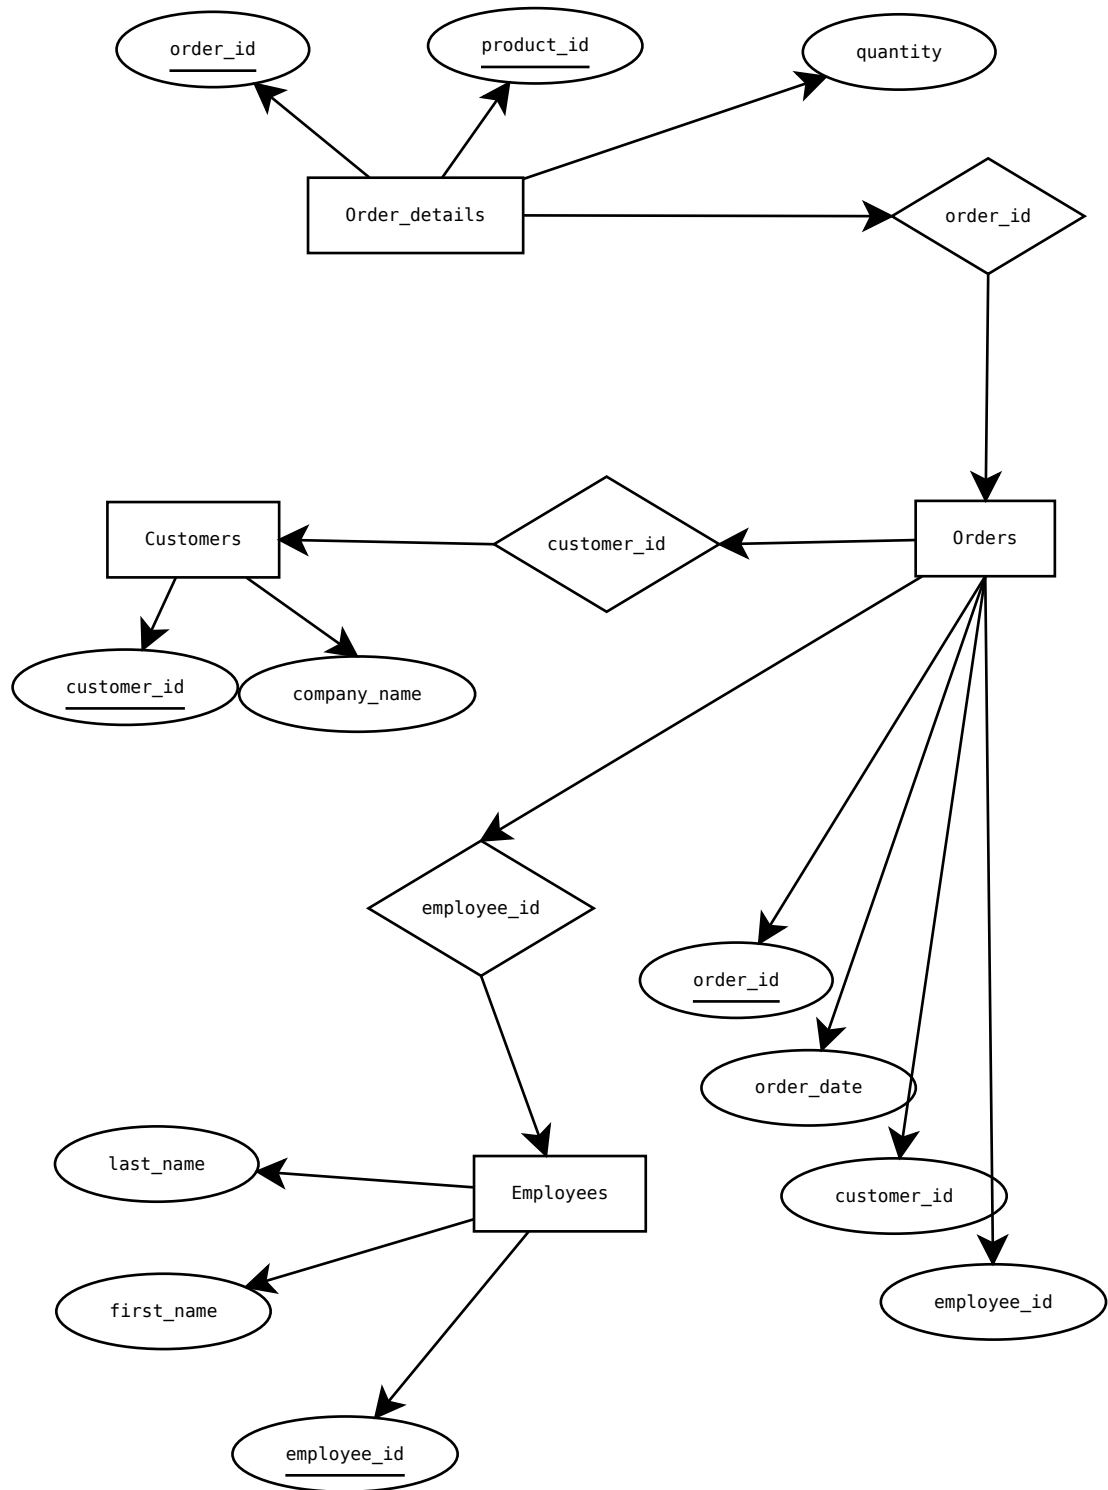 order_id
product_id
quantity
Order_details
order_id
Customers
customer_id
Orders
customer_id
company_name
employee_id
order_id
order_date
last_name
Employees
customer_id
first_name
employee_id
employee_id